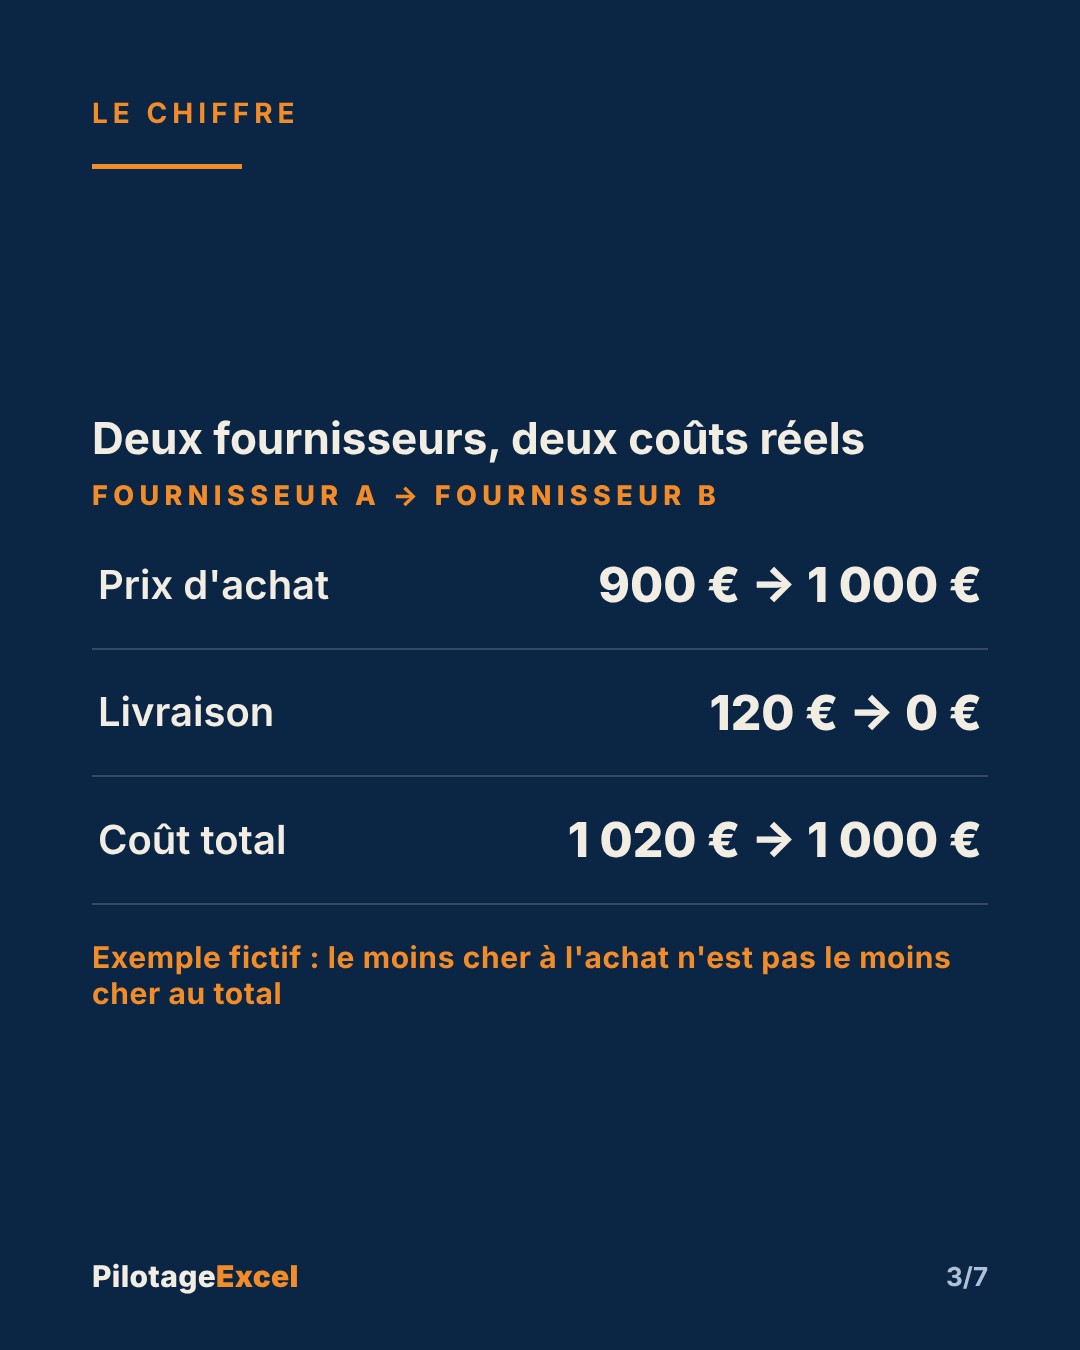 LE CHIFFRE
Deux fournisseurs, deux coûts réels
FOURNISSEUR A → FOURNISSEUR B
Prix d'achat 900 € → 1 000 €
Livraison 120 € → 0 €
Coût total 1 020 € → 1 000 €
Exemple fictif : le moins cher à l'achat n'est pas le moins
cher au total
PilotageExcel 3/7